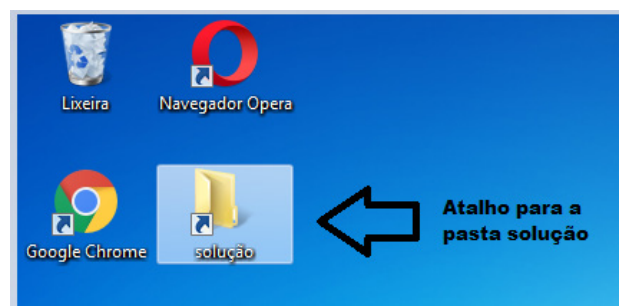 Lixeira
Navegador Opera
Google Chrome
solução
Atalho para a
pasta solução